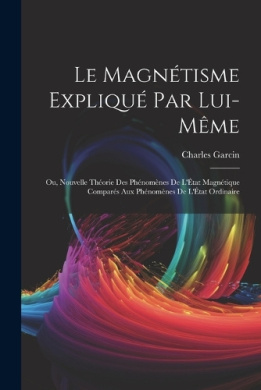 Le Magnétisme
Expliqué Par Lui-
Même
Charles Garcin
Ou, Nouvelle Théorie Des Phénomènes De L'État Magnétique
Comparés Aux Phénomènes De L'État Ordinaire